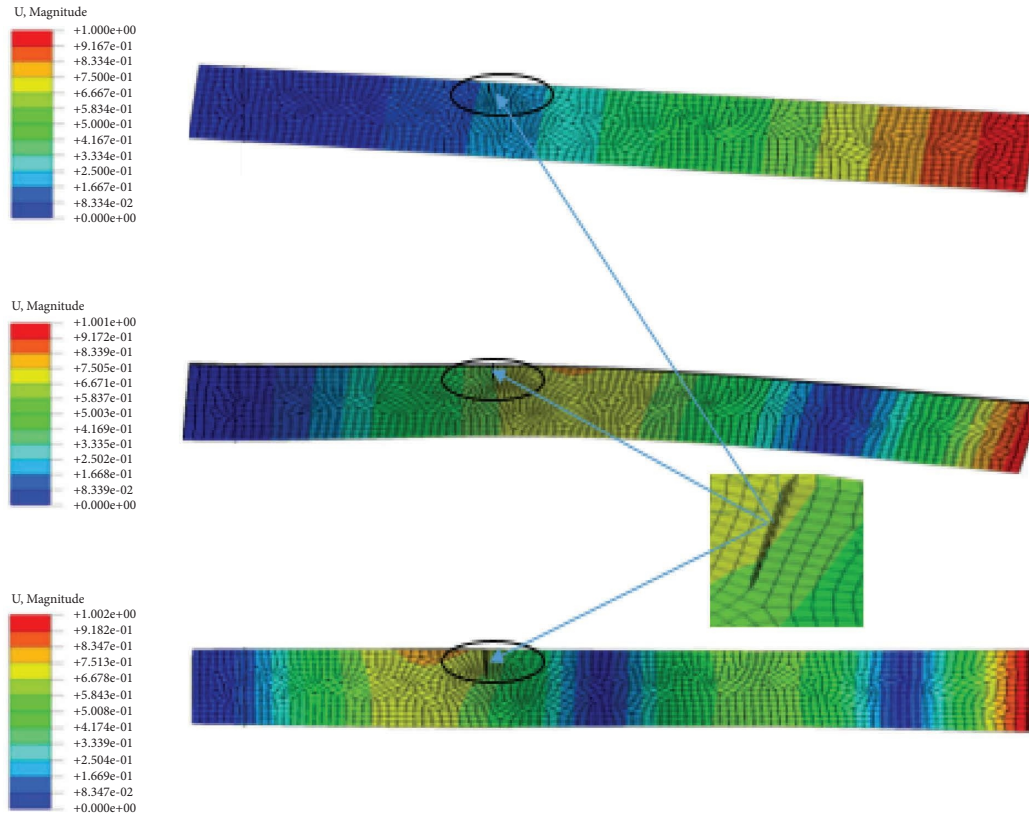 U, Magnitude
+1.000e+00
+9.167e-01
+8.334e-01
+7.500e-01
+6.667e-01
+5.834e-01
+5.000e-01
+4.167e-01
+3.334e-01
+2.500e-01
+1.667e-01
+8.334e-02
+0.000e+00
U, Magnitude
+1.001e+00
+9.172e-01
+8.339e-01
+7.505e-01
+6.671e-01
+5.837e-01
+5.003e-01
+4.169e-01
+3.335e-01
+2.502e-01
+1.668e-01
+8.339e-02
+0.000e+00
U, Magnitude
+1.002e+00
+9.182e-01
+8.347e-01
+7.513e-01
+6.678e-01
+5.843e-01
+5.008e-01
+4.174e-01
+3.339e-01
+2.504e-01
+1.669e-01
+8.347e-02
+0.000e+00